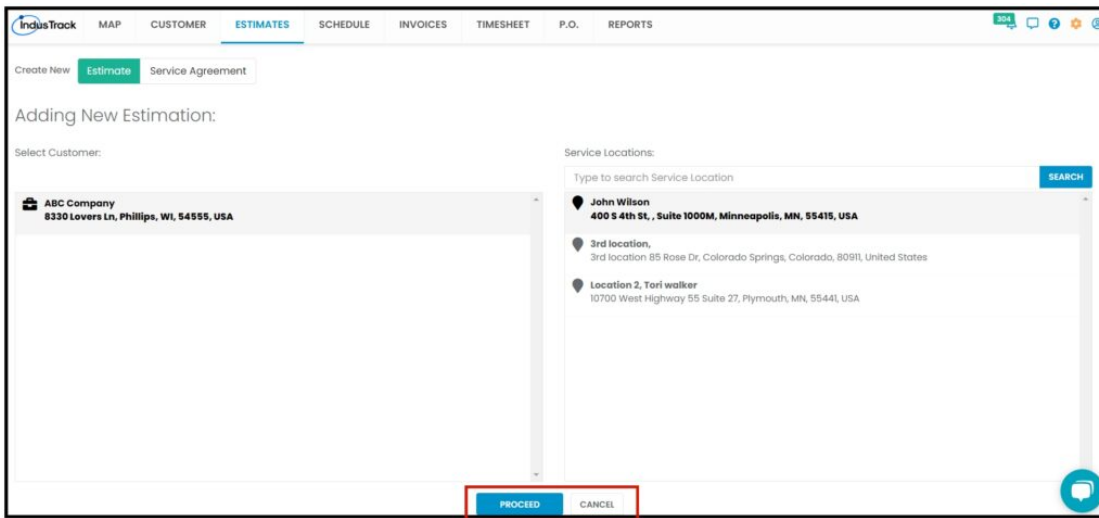 IndusTrack MAP CUSTOMER ESTIMATES SCHEDULE INVOICES TIMESHEET P.O. REPORTS 304
Create New Estimate Service Agreement
Adding New Estimation:
Select Customer:
Service Locations:
Type to search Service Location SEARCH
ABC Company
8330 Lovers Ln, Phillips, WI, 54555, USA
John Wilson
400 S 4th St, , Suite 1000M, Minneapolis, MN, 55415, USA
3rd location,
3rd location 85 Rose Dr, Colorado Springs, Colorado, 80911, United States
Location 2, Tori walker
10700 West Highway 55 Suite 27, Plymouth, MN, 55441, USA
PROCEED CANCEL